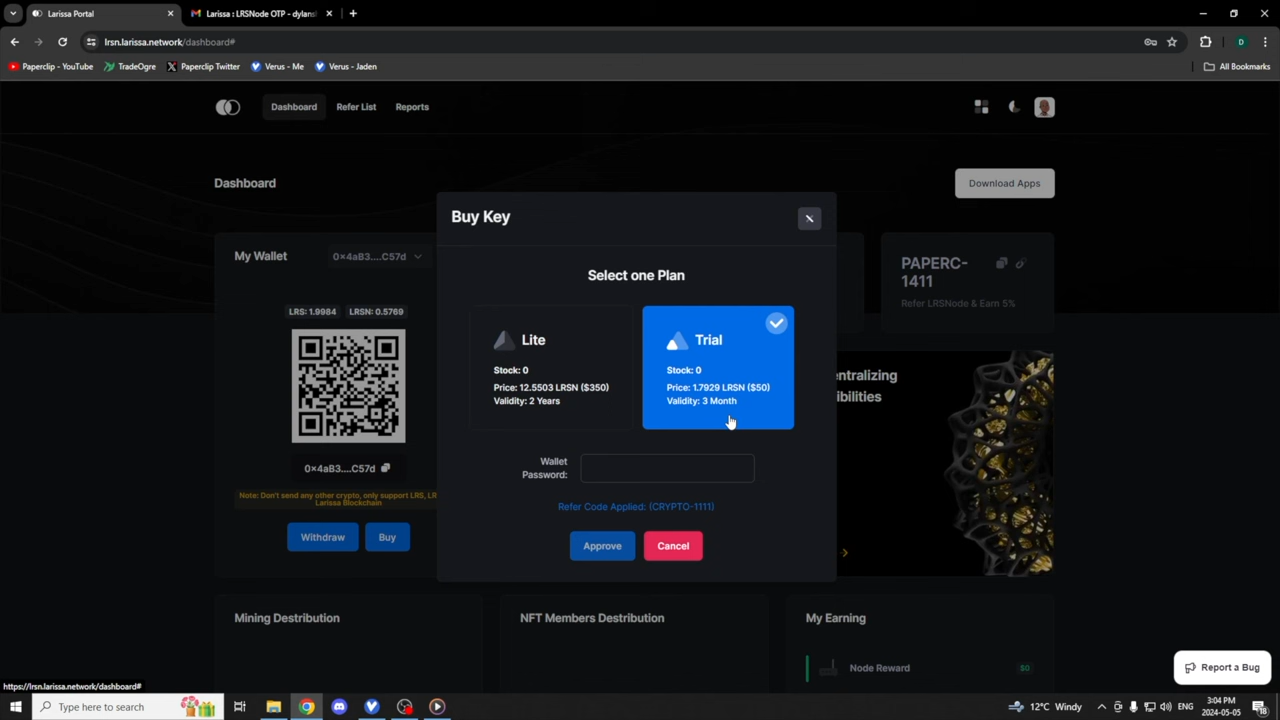 Larissa Portal
Larissa : LRSNode OTP - dylans
lrsn.larissa.network/dashboard#
Paperclip - YouTube
TradeOgre
Paperclip Twitter
Verus - Me
Verus - Jaden
All Bookmarks
D
Dashboard
Refer List
Reports
Dashboard
Download Apps
My Wallet
0x4aB3....C57d
LRS: 1.9984
LRSN: 0.5769
0x4aB3....C57d
Note: Don't send any other crypto, only support LRS, LR
Larissa Blockchain
Withdraw
Buy
Buy Key
Select one Plan
Lite
Stock: 0
Price: 12.5503 LRSN ($350)
Validity: 2 Years
Trial
Stock: 0
Price: 1.7929 LRSN ($50)
Validity: 3 Month
Wallet
Password:
Refer Code Applied: (CRYPTO-1111)
Approve
Cancel
PAPERC-
1411
Refer LRSNode & Earn 5%
entralizing
ibilities
Mining Destribution
NFT Members Destribution
My Earning
Node Reward
$0
Report a Bug
https://lrsn.larissa.network/dashboard#
Type here to search
12°C Windy
ENG
3:04 PM
2024-05-05
18